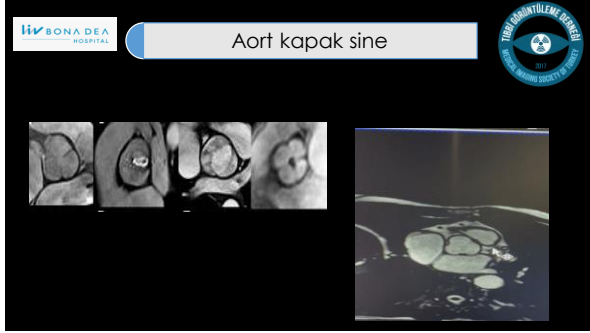 Liv BONA DEA
HOSPITAL
Aort kapak sine
TIBBİ GÖRÜNTÜLEME DERNEĞİ
2017
MEDICAL IMAGING SOCIETY OF TURKEY